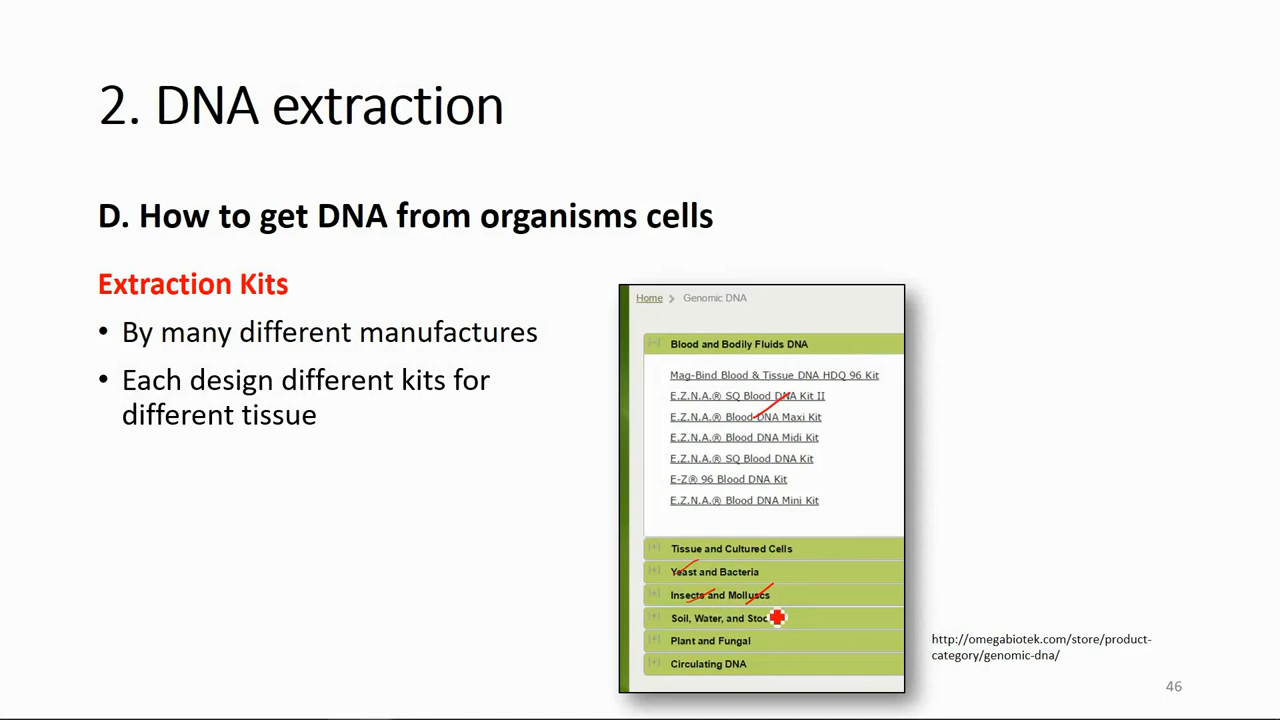 2. DNA extraction
D. How to get DNA from organisms cells
Extraction Kits
• By many different manufactures
• Each design different kits for
different tissue
Home > Genomic DNA
[-] Blood and Bodily Fluids DNA
Mag-Bind Blood & Tissue DNA HDQ 96 Kit
E.Z.N.A.® SQ Blood DNA Kit II
E.Z.N.A.® Blood DNA Maxi Kit
E.Z.N.A.® Blood DNA Midi Kit
E.Z.N.A.® SQ Blood DNA Kit
E-Z® 96 Blood DNA Kit
E.Z.N.A.® Blood DNA Mini Kit
[+] Tissue and Cultured Cells
[+] Yeast and Bacteria
[+] Insects and Molluscs
[+] Soil, Water, and
[+] Plant and Fungal
[+] Circulating DNA
http://omegabiotek.com/store/product-
category/genomic-dna/
46